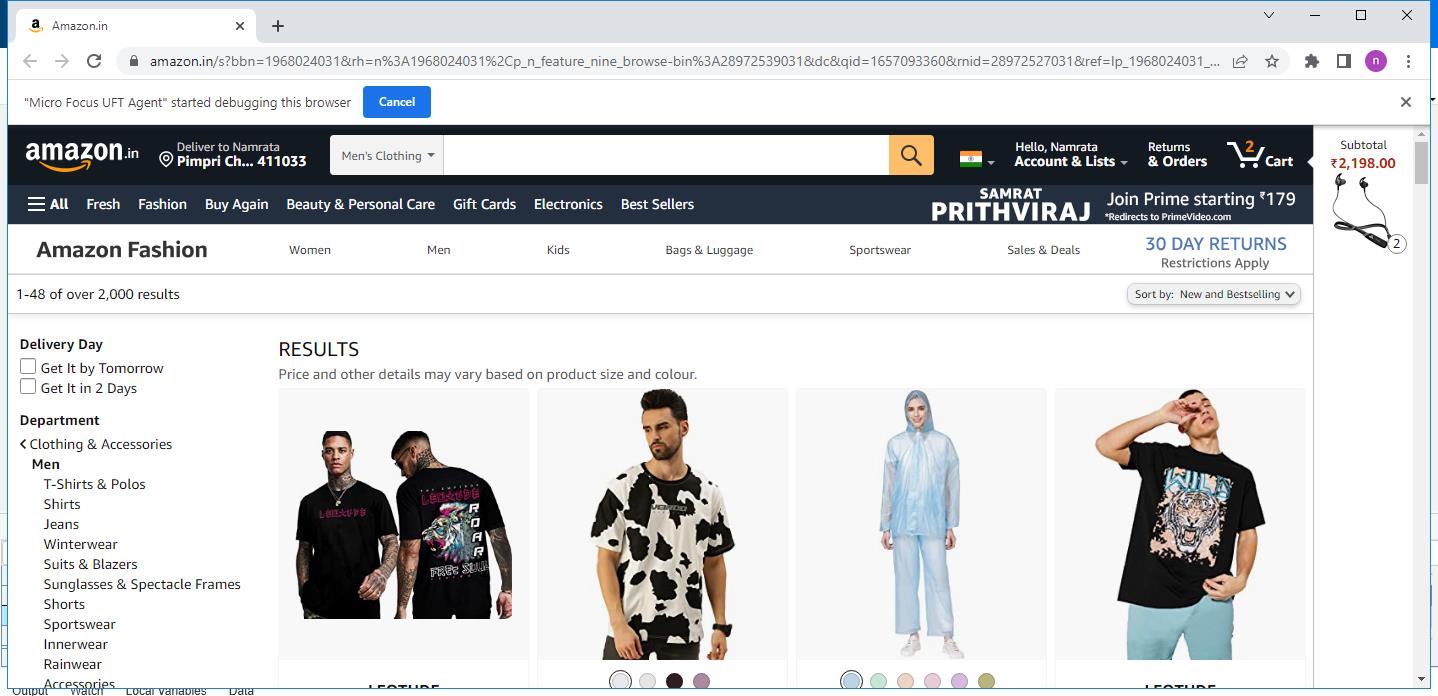 Amazon.in
amazon.in/s?bbn=1968024031&rh=n%3A1968024031%2Cp_n_feature_nine_browse-bin%3A28972539031&dc&qid=1657093360&rnid=28972527031&ref=lp_1968024031_...
n
"Micro Focus UFT Agent" started debugging this browser
Cancel
amazon.in
Deliver to Namrata
Pimpri Ch... 411033
Men's Clothing
Hello, Namrata
Account & Lists
Returns
& Orders
2
Cart
Subtotal
₹2,198.00
2
All Fresh Fashion Buy Again Beauty & Personal Care Gift Cards Electronics Best Sellers
SAMRAT
PRITHVIRAJ
Join Prime starting ₹179
*Redirects to PrimeVideo.com
Amazon Fashion
Women Men Kids Bags & Luggage Sportswear Sales & Deals
30 DAY RETURNS
Restrictions Apply
1-48 of over 2,000 results
Sort by: New and Bestselling
Delivery Day
Get It by Tomorrow
Get It in 2 Days
Department
Clothing & Accessories
Men
T-Shirts & Polos
Shirts
Jeans
Winterwear
Suits & Blazers
Sunglasses & Spectacle Frames
Shorts
Sportswear
Innerwear
Rainwear
Accessories
RESULTS
Price and other details may vary based on product size and colour.
ROAR
WILD
Output Watch Local Variables Data